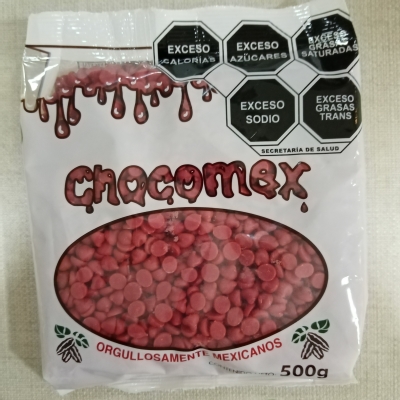 EXCESO
CALORÍAS
EXCESO
AZÚCARES
EXCESO
GRASAS
SATURADAS
EXCESO
SODIO
EXCESO
GRASAS
TRANS
SECRETARÍA DE SALUD
Chocomex
ORGULLOSAMENTE MEXICANOS
500g